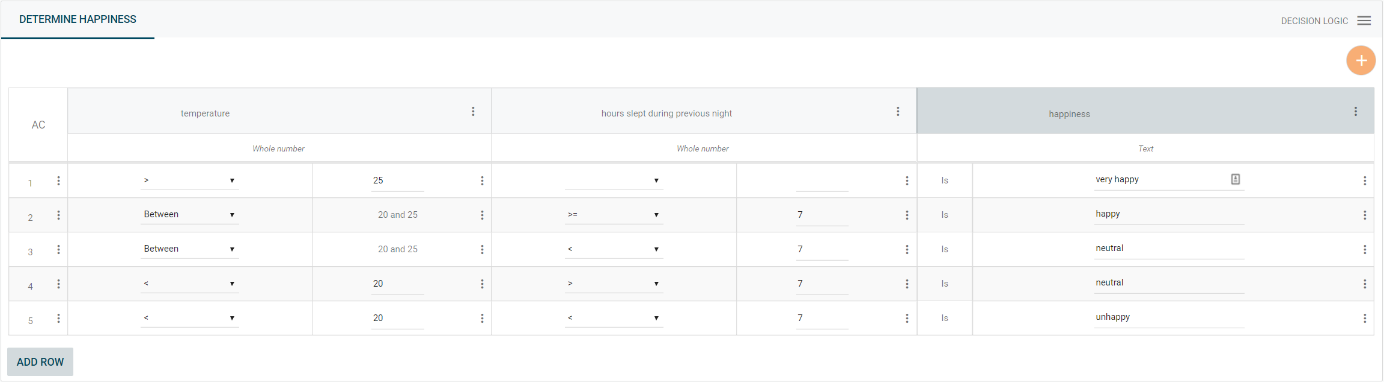 DETERMINE HAPPINESS
DECISION LOGIC
+
AC temperature hours slept during previous night happiness
Whole number Whole number Text
1 > 25 Is very happy
2 Between 20 and 25 >= 7 Is happy
3 Between 20 and 25 < 7 Is neutral
4 < 20 > 7 Is neutral
5 < 20 < 7 Is unhappy
ADD ROW